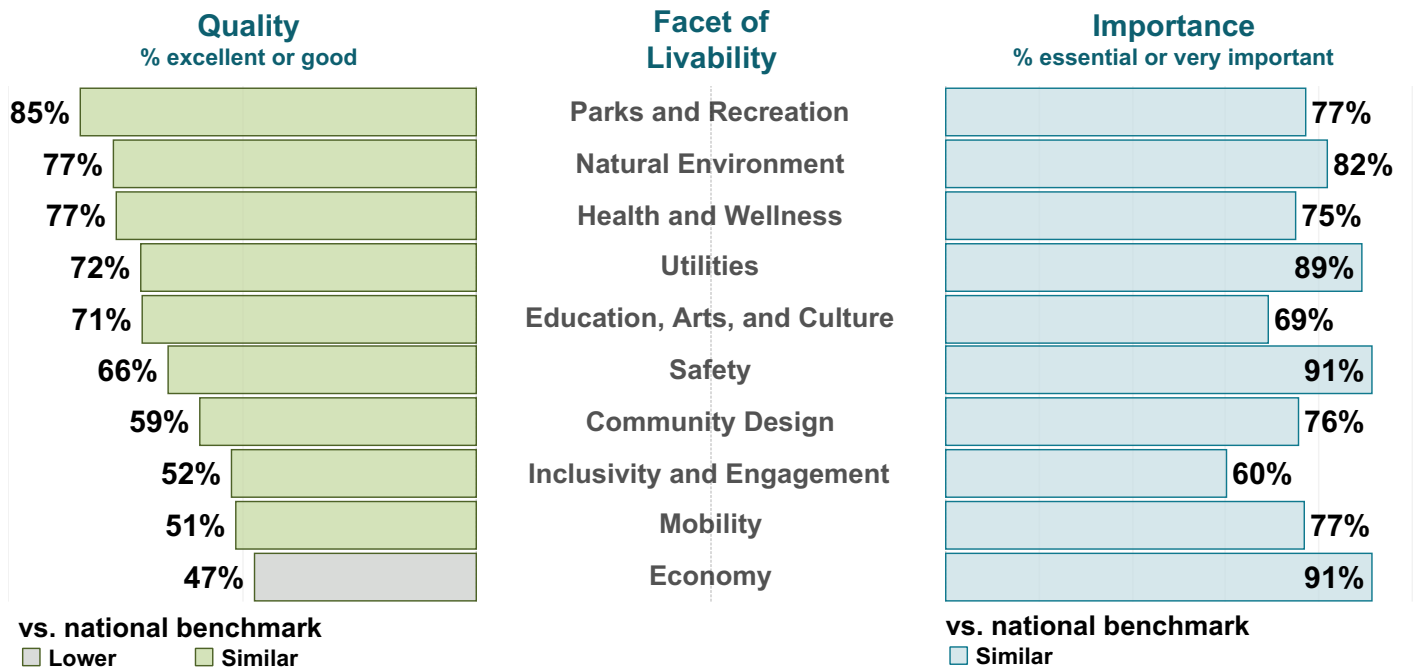 Quality
% excellent or good
Facet of
Livability
Importance
% essential or very important
85% Parks and Recreation 77%
77% Natural Environment 82%
77% Health and Wellness 75%
72% Utilities 89%
71% Education, Arts, and Culture 69%
66% Safety 91%
59% Community Design 76%
52% Inclusivity and Engagement 60%
51% Mobility 77%
47% Economy 91%
vs. national benchmark
Lower Similar
vs. national benchmark
Similar